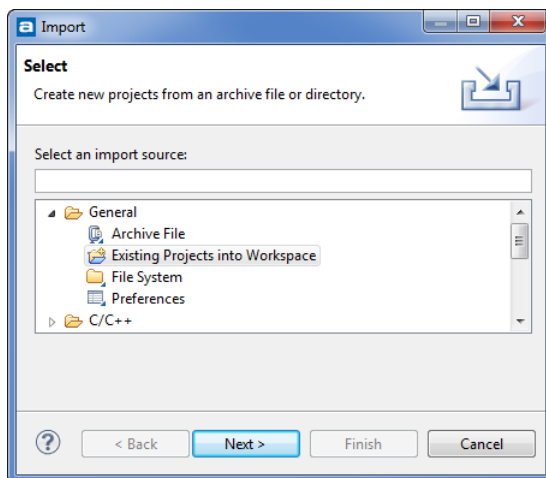 a Import
Select
Create new projects from an archive file or directory.
Select an import source:
General
Archive File
Existing Projects into Workspace
File System
Preferences
C/C++
? < Back Next > Finish Cancel